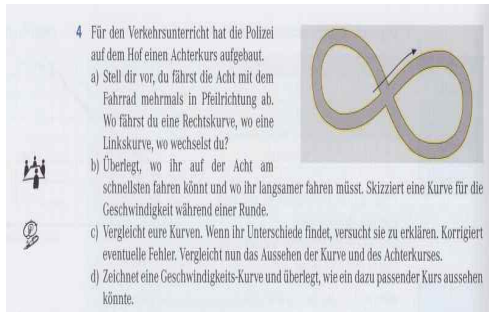 4 Für den Verkehrsunterricht hat die Polizei
auf dem Hof einen Achterkurs aufgebaut.
a) Stell dir vor, du fährst die Acht mit dem
Fahrrad mehrmals in Pfeilrichtung ab.
Wo fährst du eine Rechtskurve, wo eine
Linkskurve, wo wechselst du?
b) Überlegt, wo ihr auf der Acht am
schnellsten fahren könnt und wo ihr langsamer fahren müsst. Skizziert eine Kurve für die
Geschwindigkeit während einer Runde.
c) Vergleicht eure Kurven. Wenn ihr Unterschiede findet, versucht sie zu erklären. Korrigiert
eventuelle Fehler. Vergleicht nun das Aussehen der Kurve und des Achterkurses.
d) Zeichnet eine Geschwindigkeits-Kurve und überlegt, wie ein dazu passender Kurs aussehen
könnte.